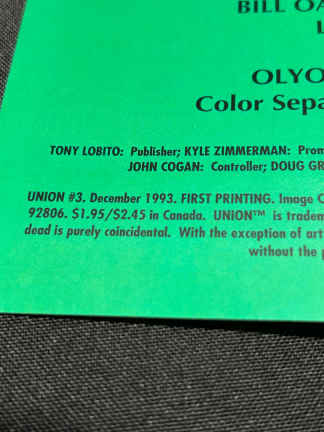 BILL
OLYO
Color Sepa
TONY LOBITO: Publisher; KYLE ZIMMERMAN: Prom
JOHN COGAN: Controller; DOUG GR
UNION #3. December 1993. FIRST PRINTING. Image C
92806. $1.95/$2.45 in Canada. UNION™ is tradem
dead is purely coincidental. With the exception of art
without the p